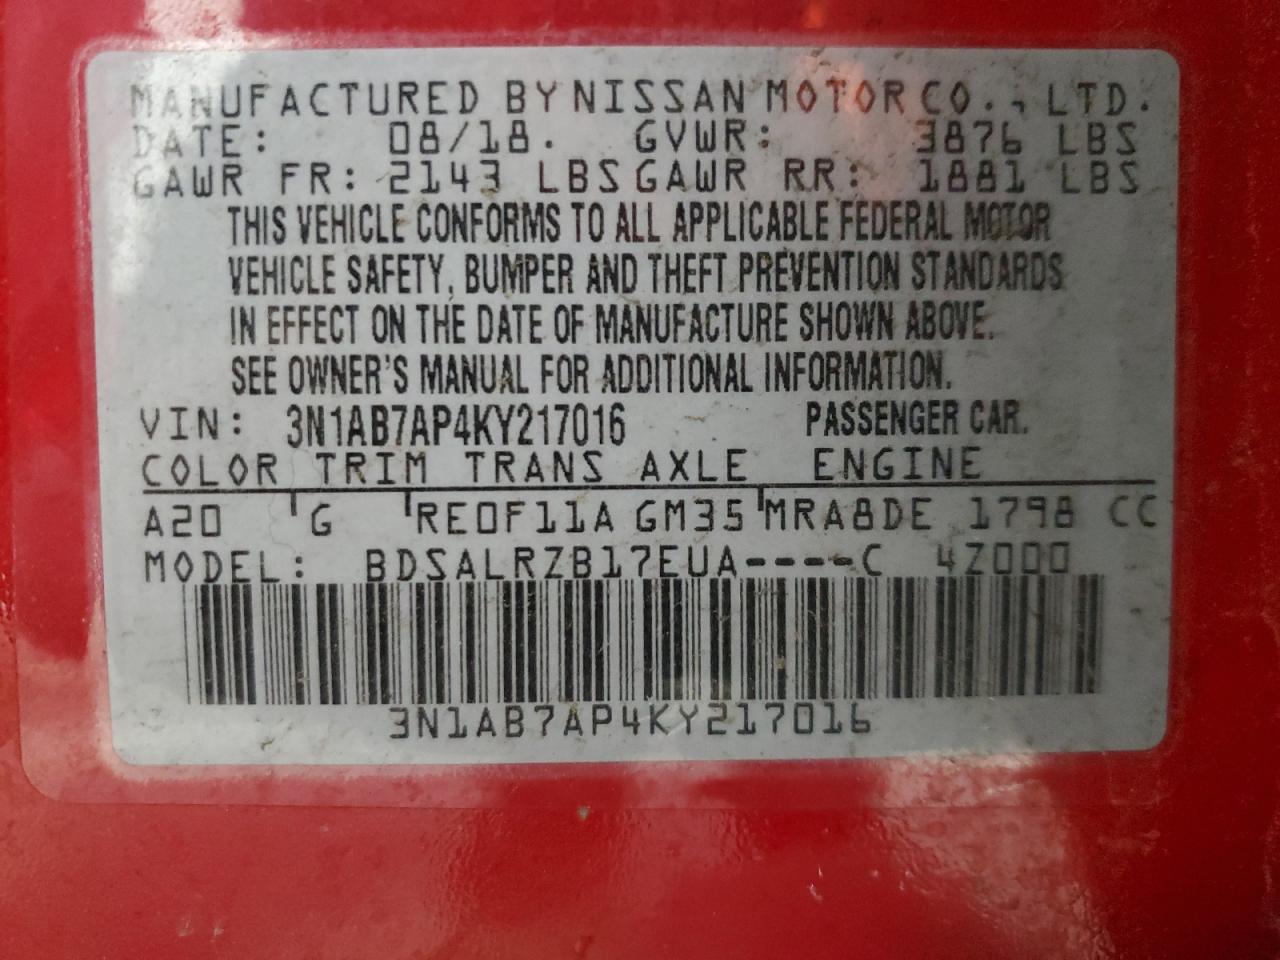 MANUFACTURED BY NISSAN MOTOR CO., LTD.
DATE: 08/18. GVWR: 3876 LBS
GAWR FR: 2143 LBS GAWR RR: 1881 LBS
THIS VEHICLE CONFORMS TO ALL APPLICABLE FEDERAL MOTOR
VEHICLE SAFETY, BUMPER AND THEFT PREVENTION STANDARDS
IN EFFECT ON THE DATE OF MANUFACTURE SHOWN ABOVE.
SEE OWNER'S MANUAL FOR ADDITIONAL INFORMATION.
VIN: 3N1AB7AP4KY217016 PASSENGER CAR.
COLOR TRIM TRANS AXLE ENGINE
A20 G RE0F11A GM35 MRA8DE 1798 CC
MODEL: BDSALRZB17EUA----C 4Z000
3N1AB7AP4KY217016